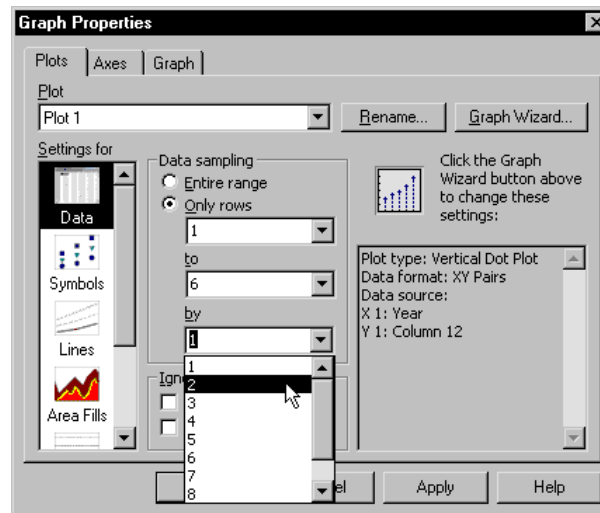 Graph Properties
Plots
Axes
Graph
Plot
Plot 1
Rename...
Graph Wizard...
Settings for
Data
Symbols
Lines
Area Fills
Data sampling
Entire range
Only rows
1
to
6
by
1
1
2
3
4
5
6
7
8
Click the Graph
Wizard button above
to change these
settings:
Plot type: Vertical Dot Plot
Data format: XY Pairs
Data source:
X 1: Year
Y 1: Column 12
Apply
Help